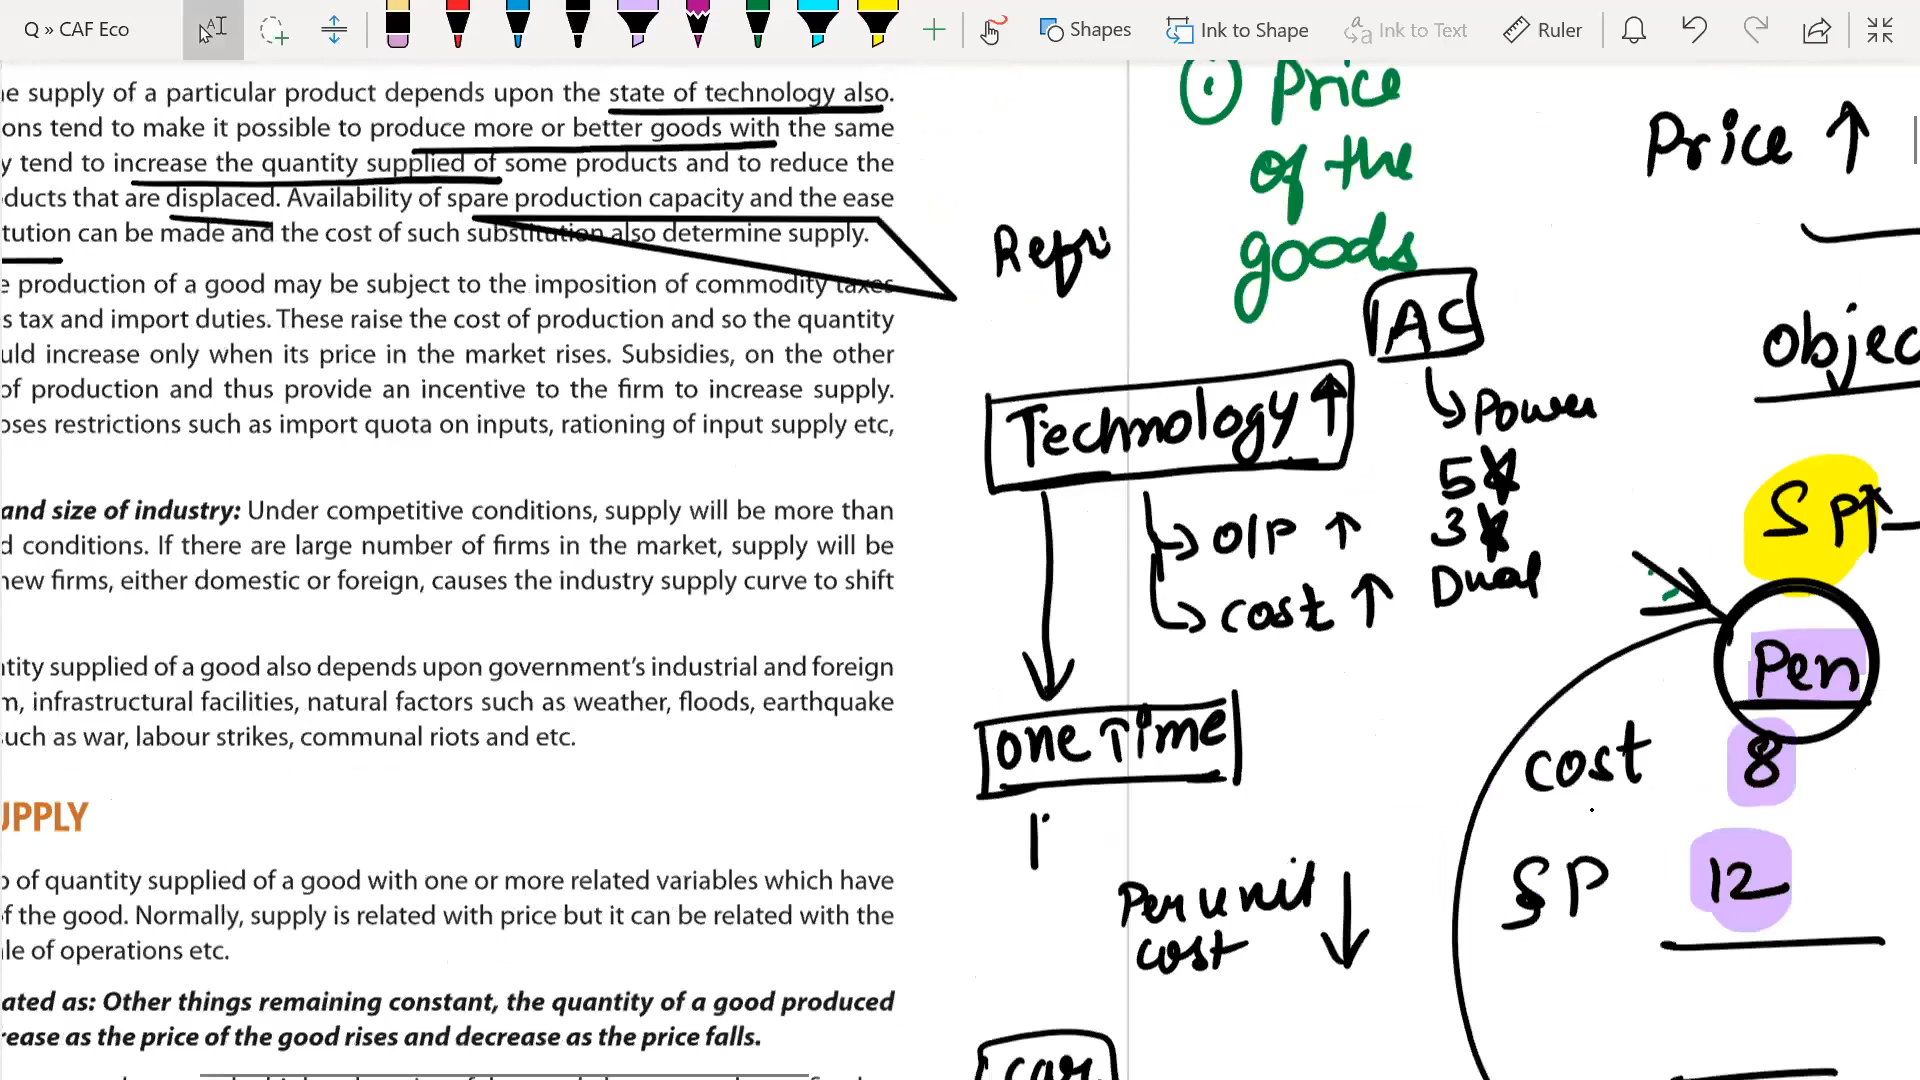 Q » CAF Eco
Shapes
Ink to Shape
Ink to Text
Ruler
e supply of a particular product depends upon the state of technology also.
ons tend to make it possible to produce more or better goods with the same
y tend to increase the quantity supplied of some products and to reduce the
ducts that are displaced. Availability of spare production capacity and the ease
tution can be made and the cost of such substitution also determine supply.
e production of a good may be subject to the imposition of commodity taxes
s tax and import duties. These raise the cost of production and so the quantity
uld increase only when its price in the market rises. Subsidies, on the other
of production and thus provide an incentive to the firm to increase supply.
oses restrictions such as import quota on inputs, rationing of input supply etc,
and size of industry: Under competitive conditions, supply will be more than
d conditions. If there are large number of firms in the market, supply will be
new firms, either domestic or foreign, causes the industry supply curve to shift
ntity supplied of a good also depends upon government's industrial and foreign
m, infrastructural facilities, natural factors such as weather, floods, earthquake
such as war, labour strikes, communal riots and etc.
UPPLY
p of quantity supplied of a good with one or more related variables which have
f the good. Normally, supply is related with price but it can be related with the
le of operations etc.
ated as: Other things remaining constant, the quantity of a good produced
rease as the price of the good rises and decrease as the price falls.
① Price
of the
goods
Refri
AC
Technology ↑
Power
5★
3★
Dual
O/P ↑
Cost ↑
One Time
Per unit ↓
cost
Car
Price ↑
Objec
SP↑
Pen
Cost 8
SP 12